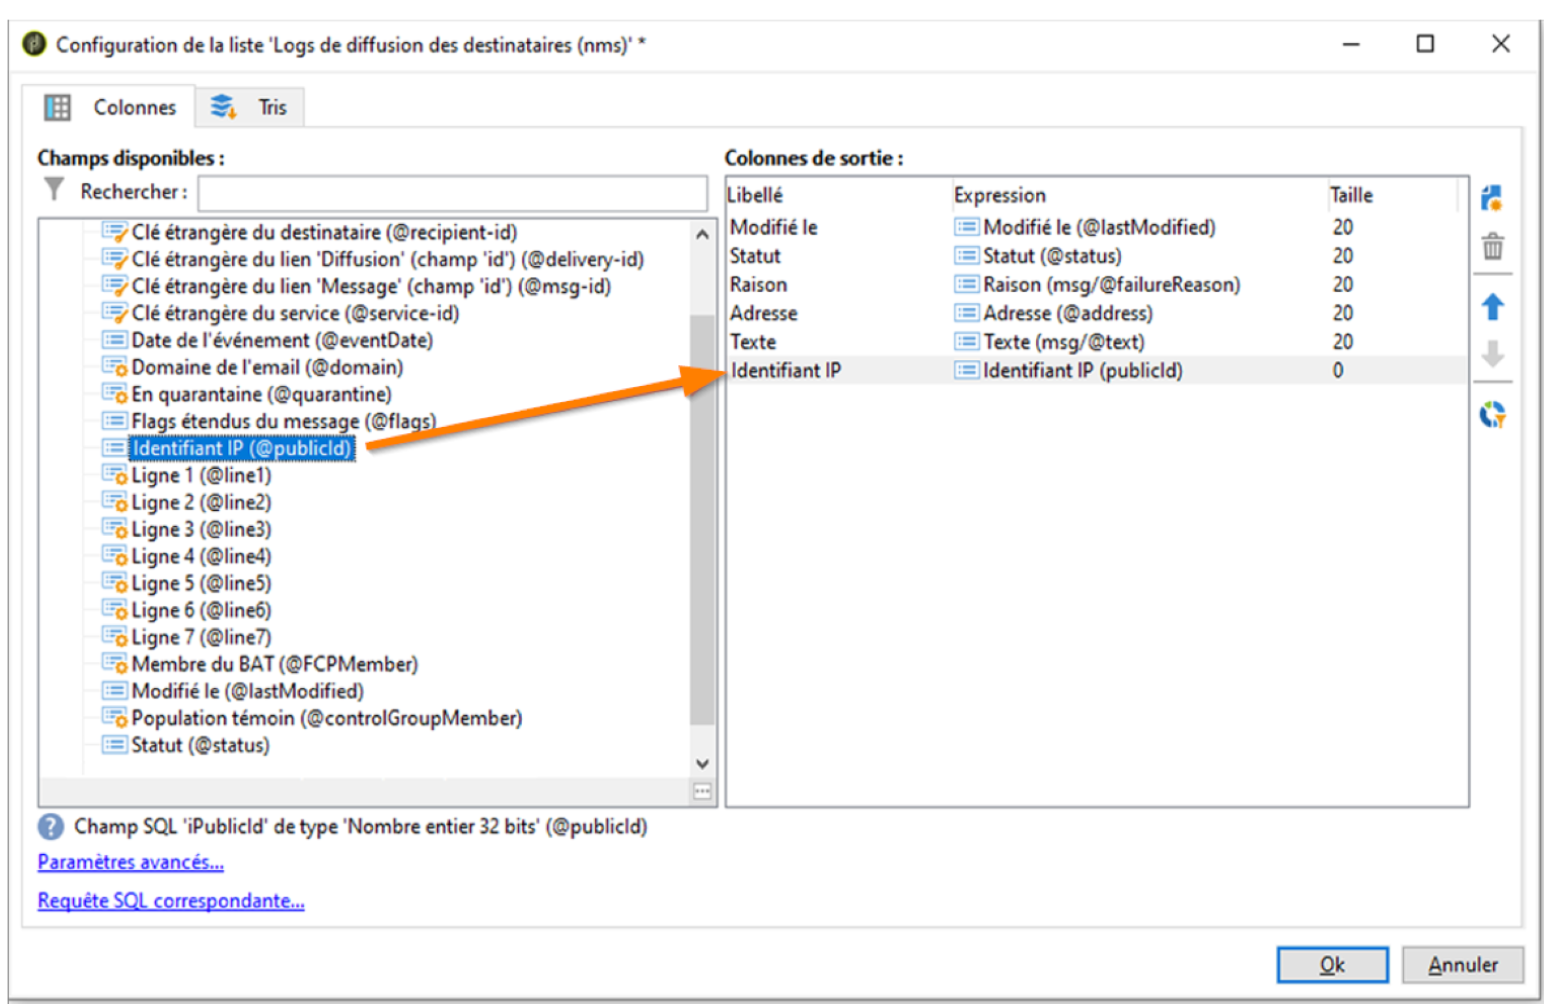 Configuration de la liste 'Logs de diffusion des destinataires (nms)' *
Colonnes
Tris
Champs disponibles :
Rechercher :
Clé étrangère du destinataire (@recipient-id)
Clé étrangère du lien 'Diffusion' (champ 'id') (@delivery-id)
Clé étrangère du lien 'Message' (champ 'id') (@msg-id)
Clé étrangère du service (@service-id)
Date de l'événement (@eventDate)
Domaine de l'email (@domain)
En quarantaine (@quarantine)
Flags étendus du message (@flags)
Identifiant IP (@publicId)
Ligne 1 (@line1)
Ligne 2 (@line2)
Ligne 3 (@line3)
Ligne 4 (@line4)
Ligne 5 (@line5)
Ligne 6 (@line6)
Ligne 7 (@line7)
Membre du BAT (@FCPMember)
Modifié le (@lastModified)
Population témoin (@controlGroupMember)
Statut (@status)
Colonnes de sortie :
Libellé Expression Taille
Modifié le Modifié le (@lastModified) 20
Statut Statut (@status) 20
Raison Raison (msg/@failureReason) 20
Adresse Adresse (@address) 20
Texte Texte (msg/@text) 20
Identifiant IP Identifiant IP (publicId) 0
Champ SQL 'iPublicId' de type 'Nombre entier 32 bits' (@publicId)
Paramètres avancés...
Requête SQL correspondante...
Ok
Annuler